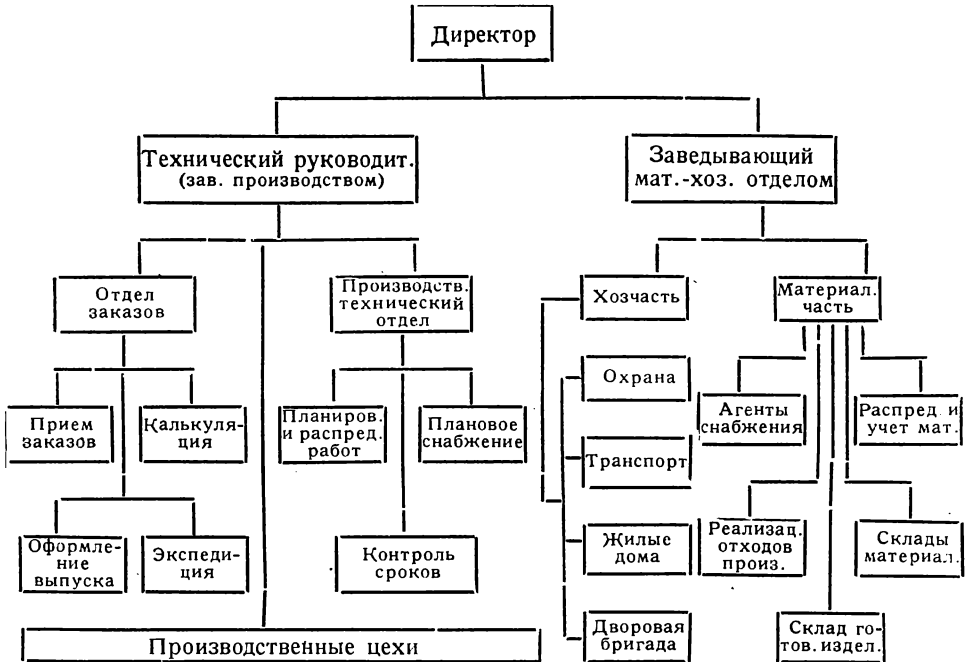 Директор
Технический руководит.
(зав. производством)
Заведывающий
мат.-хоз. отделом
Отдел
заказов
Производств.
технический
отдел
Хозчасть
Материал.
часть
Прием
заказов
Калькуля-
ция
Планиров.
и распред.
работ
Плановое
снабжение
Охрана
Агенты
снабжения
Распред. и
учет мат.
Транспорт
Оформле-
ние
выпуска
Экспеди-
ция
Контроль
сроков
Жилые
дома
Реализац.
отходов
произ.
Склады
материал.
Производственные цехи
Дворовая
бригада
Склад го-
тов. издел.